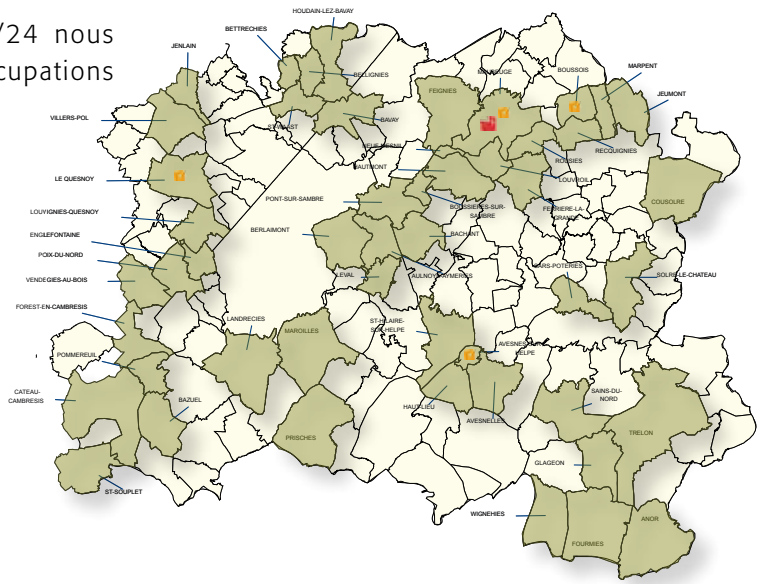 /24 nous
cupations
HOUDAIN-LEZ-BAVAY
BETTRECHIES
JENLAIN
BELLIGNIES
MAUBEUGE
BOUSSOIS
MARPENT
FEIGNIES
JEUMONT
VILLERS-POL
ST-WAAST
BAVAY
NEUF-MESNIL
RECQUIGNIES
ROUSIES
HAUTMONT
LOUVROIL
LE QUESNOY
PONT-SUR-SAMBRE
COUSOLRE
BOUSSIERES-SUR-
SAMBRE
FERRIERE-LA-
GRANDE
LOUVIGNIES-QUESNOY
BERLAIMONT
BACHANT
ENGLEFONTAINE
POIX-DU-NORD
SARS-POTERIES
LEVAL
AULNOYE-AYMERIES
SOLRE-LE-CHATEAU
VENDEGIES-AU-BOIS
FOREST-EN-CAMBRESIS
LANDRECIES
MAROILLES
ST-HILAIRE-
SUR-HELPE
AVESNES-SUR-
HELPE
POMMEREUIL
CATEAU-
CAMBRESIS
BAZUEL
HAUT-LIEU
AVESNELLES
SAINS-DU-
NORD
PRISCHES
TRELON
GLAGEON
ST-SOUPLET
WIGNEHIES
ANOR
FOURMIES